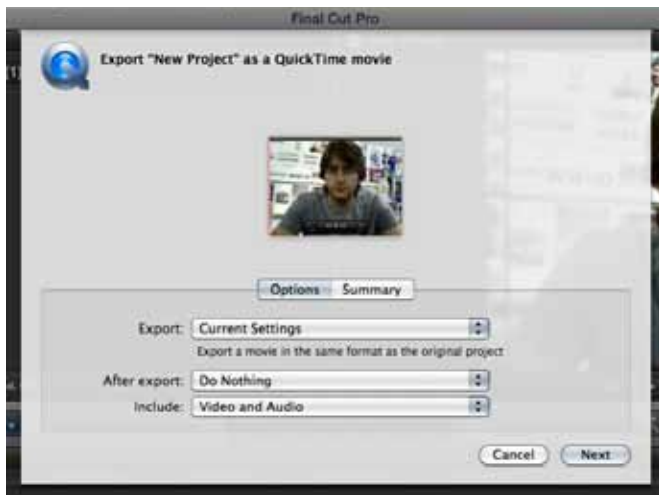 Final Cut Pro
Export "New Project" as a QuickTime movie
Options Summary
Export: Current Settings
Export a movie in the same format as the original project
After export: Do Nothing
Include: Video and Audio
Cancel Next